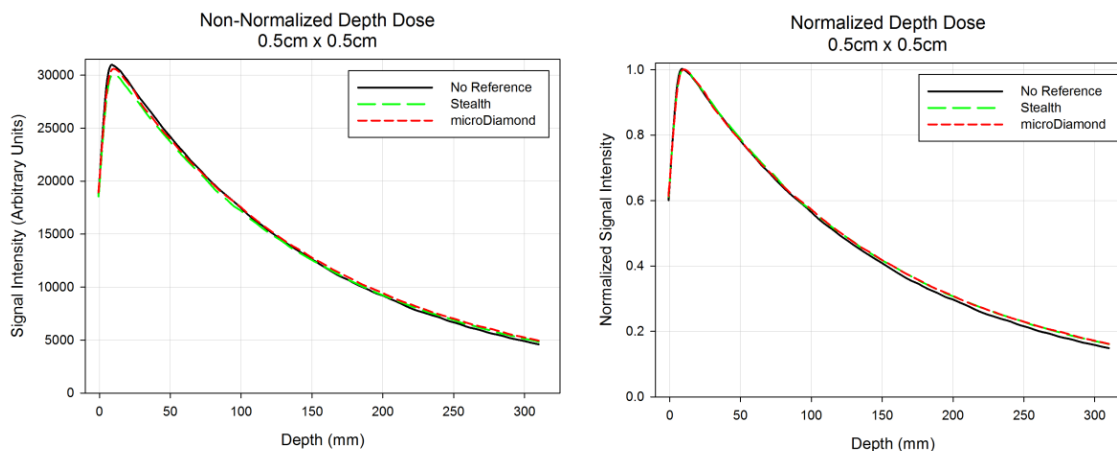 Non-Normalized Depth Dose
0.5cm x 0.5cm
Signal Intensity (Arbitrary Units)
30000
25000
20000
15000
10000
5000
0
No Reference
Stealth
microDiamond
0 50 100 150 200 250 300
Depth (mm)
Normalized Depth Dose
0.5cm x 0.5cm
Normalized Signal Intensity
1.0
0.8
0.6
0.4
0.2
0.0
No Reference
Stealth
microDiamond
0 50 100 150 200 250 300
Depth (mm)